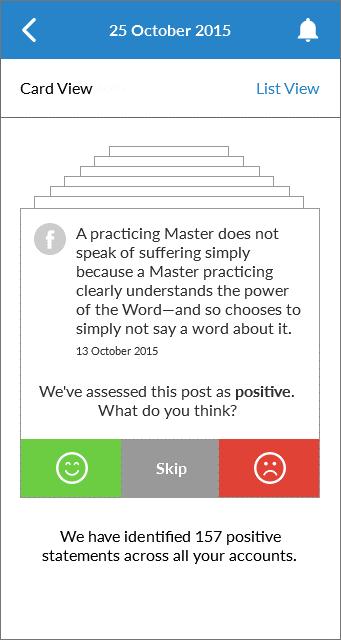 25 October 2015
Card View
List View
A practicing Master does not
speak of suffering simply
because a Master practicing
clearly understands the power
of the Word—and so chooses to
simply not say a word about it.
13 October 2015
We've assessed this post as positive.
What do you think?
Skip
We have identified 157 positive
statements across all your accounts.